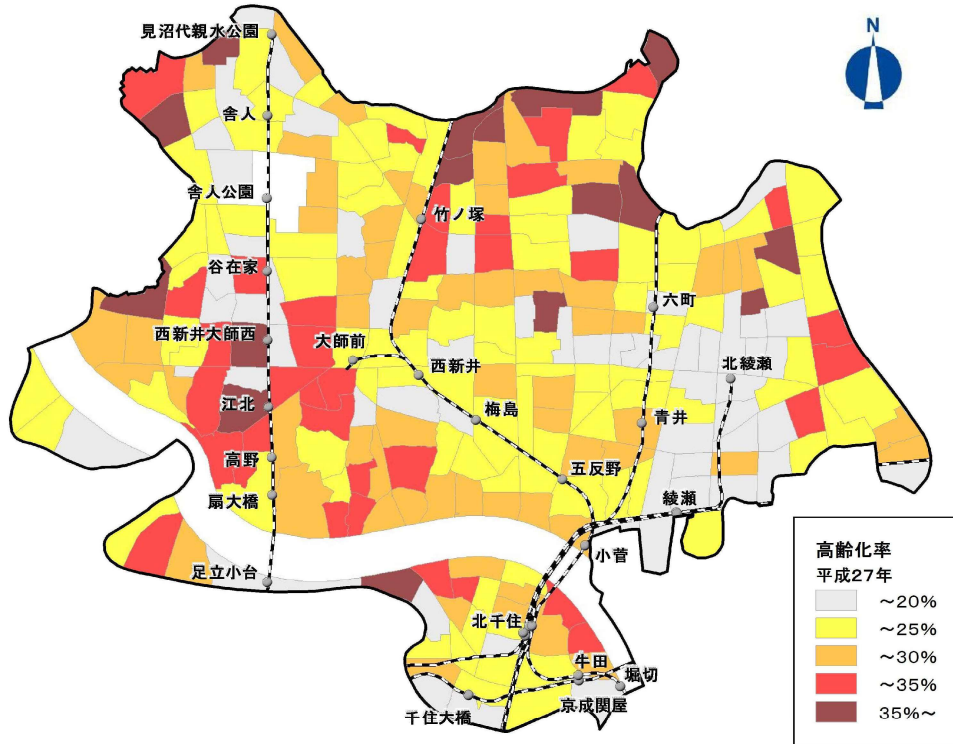 N
見沼代親水公園
舎人
舎人公園
竹ノ塚
谷在家
六町
西新井大師西
大師前
西新井
北綾瀬
江北
梅島
青井
高野
五反野
扇大橋
綾瀬
小菅
足立小台
北千住
牛田
堀切
京成関屋
千住大橋
高齢化率
平成27年
～20%
～25%
～30%
～35%
35%～